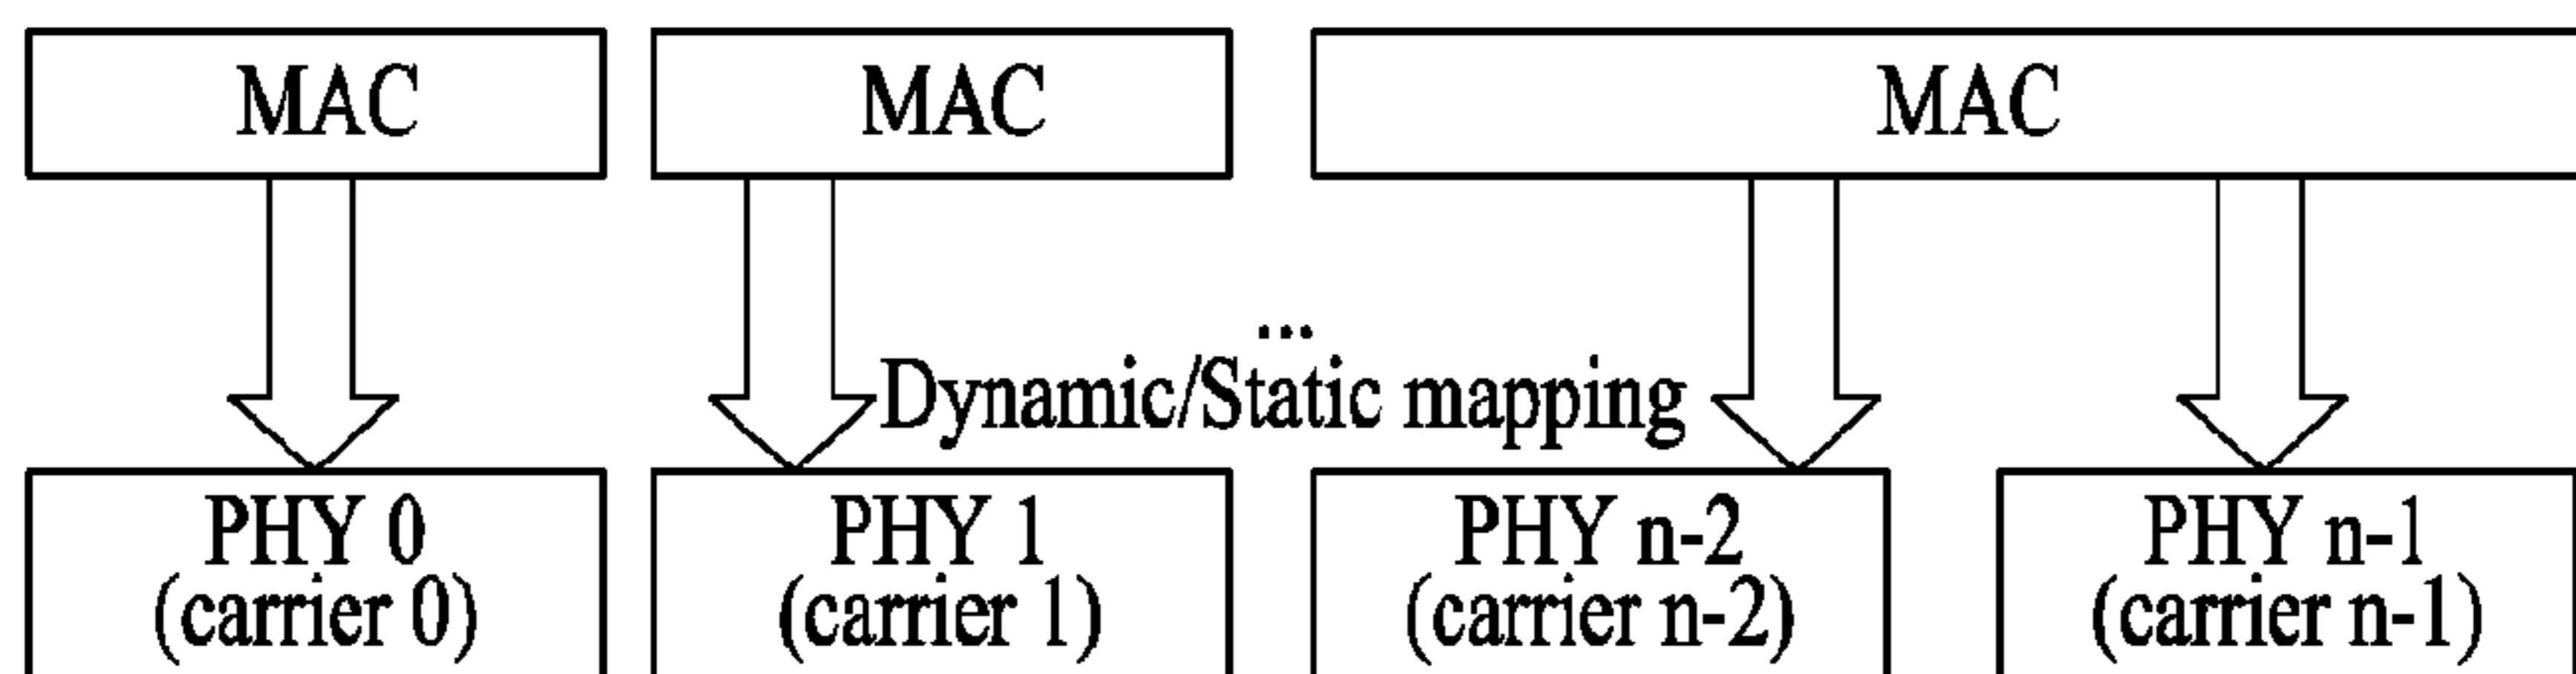 MAC
MAC
MAC
...
Dynamic/Static mapping
PHY 0
(carrier 0)
PHY 1
(carrier 1)
PHY n-2
(carrier n-2)
PHY n-1
(carrier n-1)